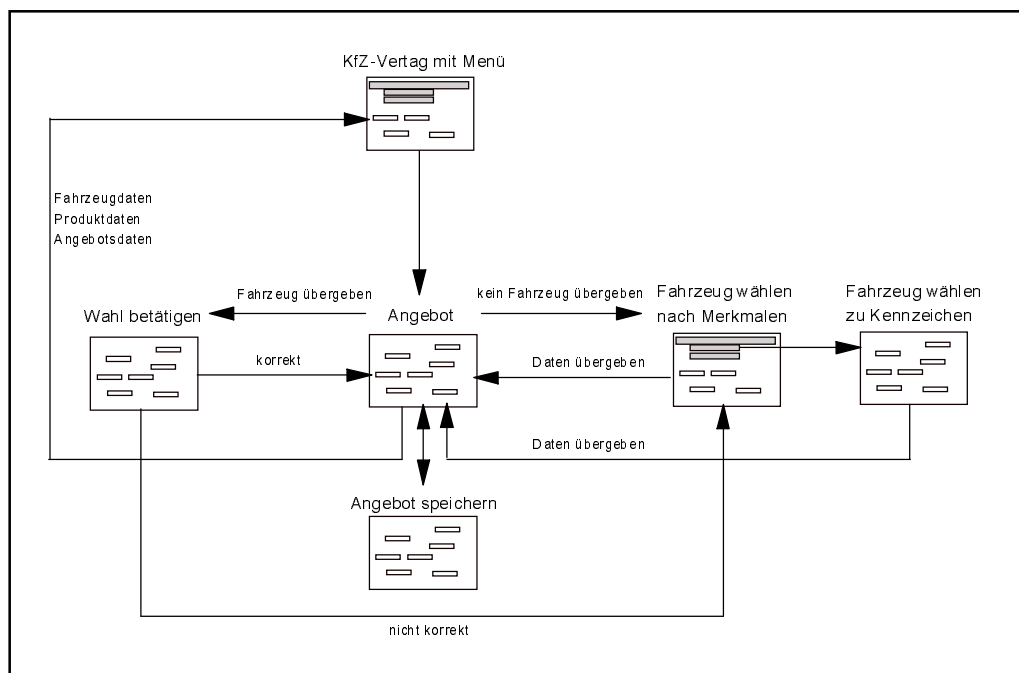 KfZ-Vertag mit Menü
Fahrzeugdaten
Produktdaten
Angebotsdaten
Fahrzeug übergeben
kein Fahrzeug übergeben
Fahrzeug wählen
nach Merkmalen
Fahrzeug wählen
zu Kennzeichen
Wahl betätigen
Angebot
korrekt
Daten übergeben
Daten übergeben
Angebot speichern
nicht korrekt